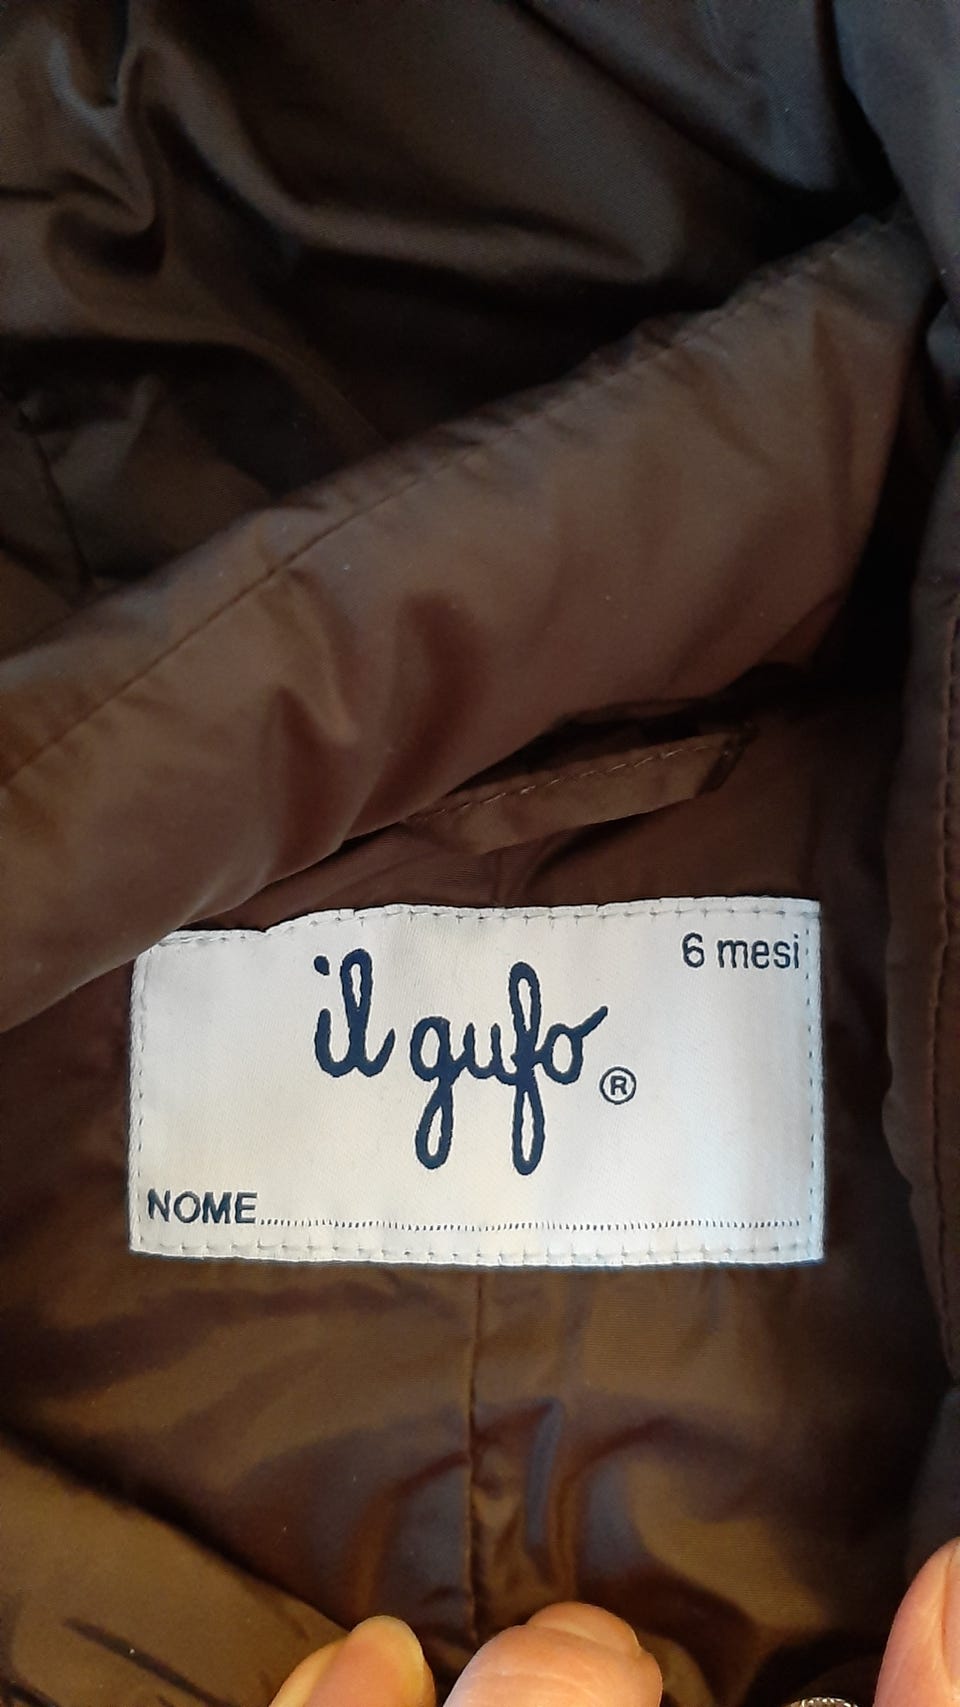 6 mesi
il gufo ®
NOME................................................